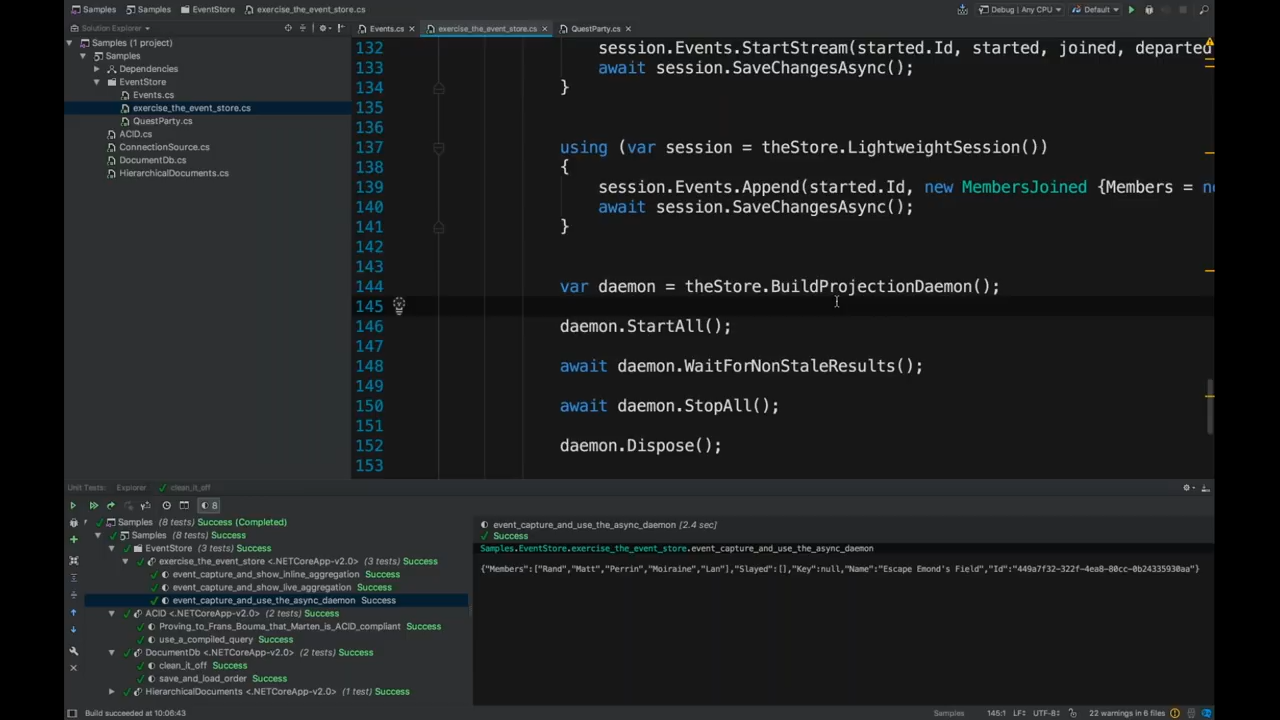 Samples Samples EventStore exercise_the_event_store.cs Debug | Any CPU Default
Solution Explorer
Events.cs × exercise_the_event_store.cs × QuestParty.cs ×
Samples (1 project)
Samples
Dependencies
EventStore
Events.cs
exercise_the_event_store.cs
QuestParty.cs
ACID.cs
ConnectionSource.cs
DocumentDb.cs
HierarchicalDocuments.cs
132 session.Events.StartStream(started.Id, started, joined, departed
133 await session.SaveChangesAsync();
134 }
135
136
137 using (var session = theStore.LightweightSession())
138 {
139 session.Events.Append(started.Id, new MembersJoined {Members = ne
140 await session.SaveChangesAsync();
141 }
142
143
144 var daemon = theStore.BuildProjectionDaemon();
145
146 daemon.StartAll();
147
148 await daemon.WaitForNonStaleResults();
149
150 await daemon.StopAll();
151
152 daemon.Dispose();
153
Unit Tests: Explorer clean_it_off
8
Samples (8 tests) Success (Completed)
Samples (8 tests) Success
EventStore (3 tests) Success
exercise_the_event_store <.NETCoreApp-v2.0> (3 tests) Success
event_capture_and_show_inline_aggregation Success
event_capture_and_show_live_aggregation Success
event_capture_and_use_the_async_daemon Success
ACID <.NETCoreApp-v2.0> (2 tests) Success
Proving_to_Frans_Bouma_that_Marten_is_ACID_compliant Success
use_a_compiled_query Success
DocumentDb <.NETCoreApp-v2.0> (2 tests) Success
clean_it_off Success
save_and_load_order Success
HierarchicalDocuments <.NETCoreApp-v2.0> (1 test) Success
event_capture_and_use_the_async_daemon [2.4 sec]
Success
Samples.EventStore.exercise_the_event_store.event_capture_and_use_the_async_daemon
{"Members":["Rand","Matt","Perrin","Moiraine","Lan"],"Slayed":[],"Key":null,"Name":"Escape Emond's Field","Id":"449a7f32-322f-4ea8-80cc-0b24335930aa"}
Build succeeded at 10:06:43 Samples 145:1 LF÷ UTF-8÷ 22 warnings in 6 files